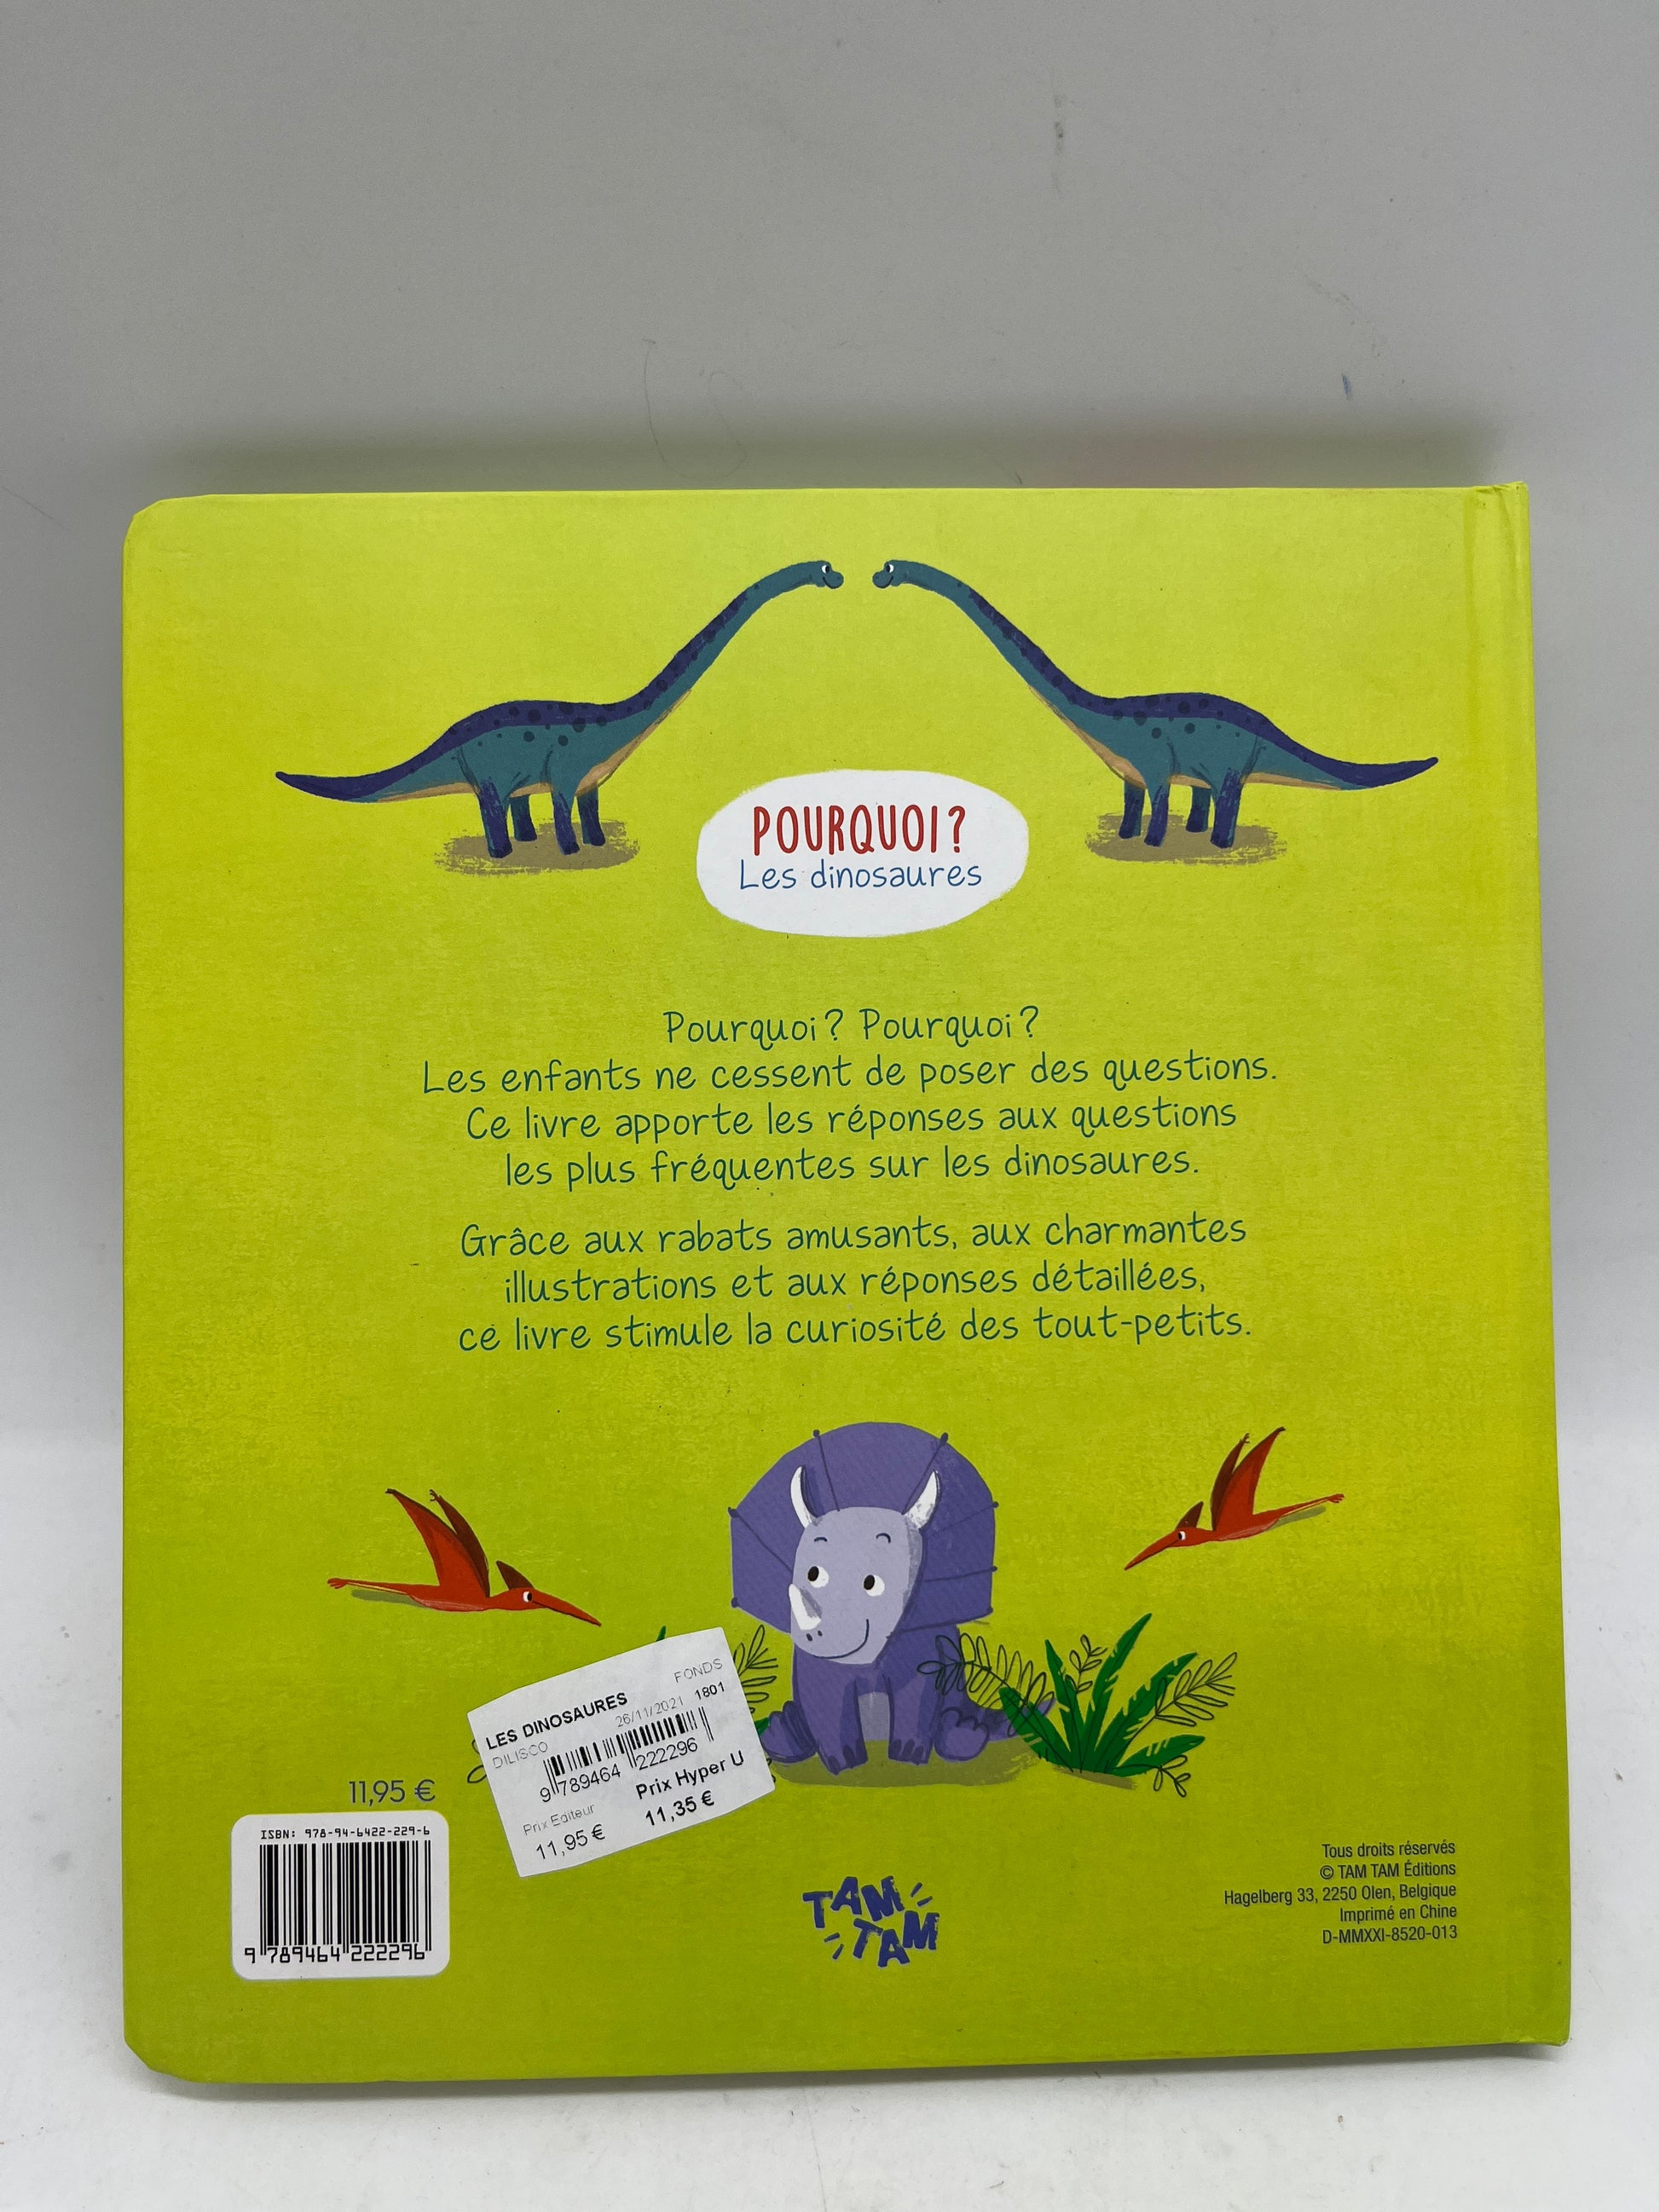 POURQUOI?
Les dinosaures
Pourquoi? Pourquoi?
Les enfants ne cessent de poser des questions.
Ce livre apporte les réponses aux questions
les plus fréquentes sur les dinosaures.
Grâce aux rabats amusants, aux charmantes
illustrations et aux réponses détaillées,
ce livre stimule la curiosité des tout-petits.
FONDS
LES DINOSAURES
26/11/2021 1801
DILISCO
9 789464 222296
Prix Editeur
Prix Hyper U
11,95 €
11,35 €
11,95 €
ISBN: 978-94-6422-229-6
9 789464 222296
TAM
TAM
Tous droits réservés
© TAM TAM Éditions
Hagelberg 33, 2250 Olen, Belgique
Imprimé en Chine
D-MMXXI-8520-013